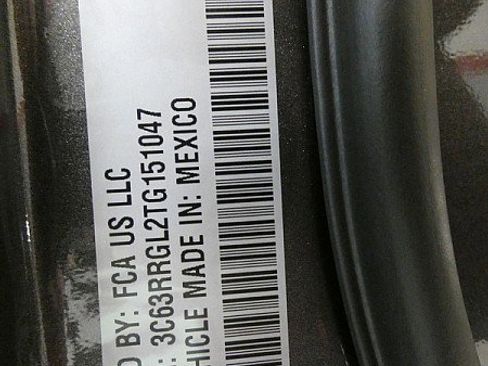 D BY: FCA US LLC
: 3C63RRGL2TG151047
HICLE MADE IN: MEXICO